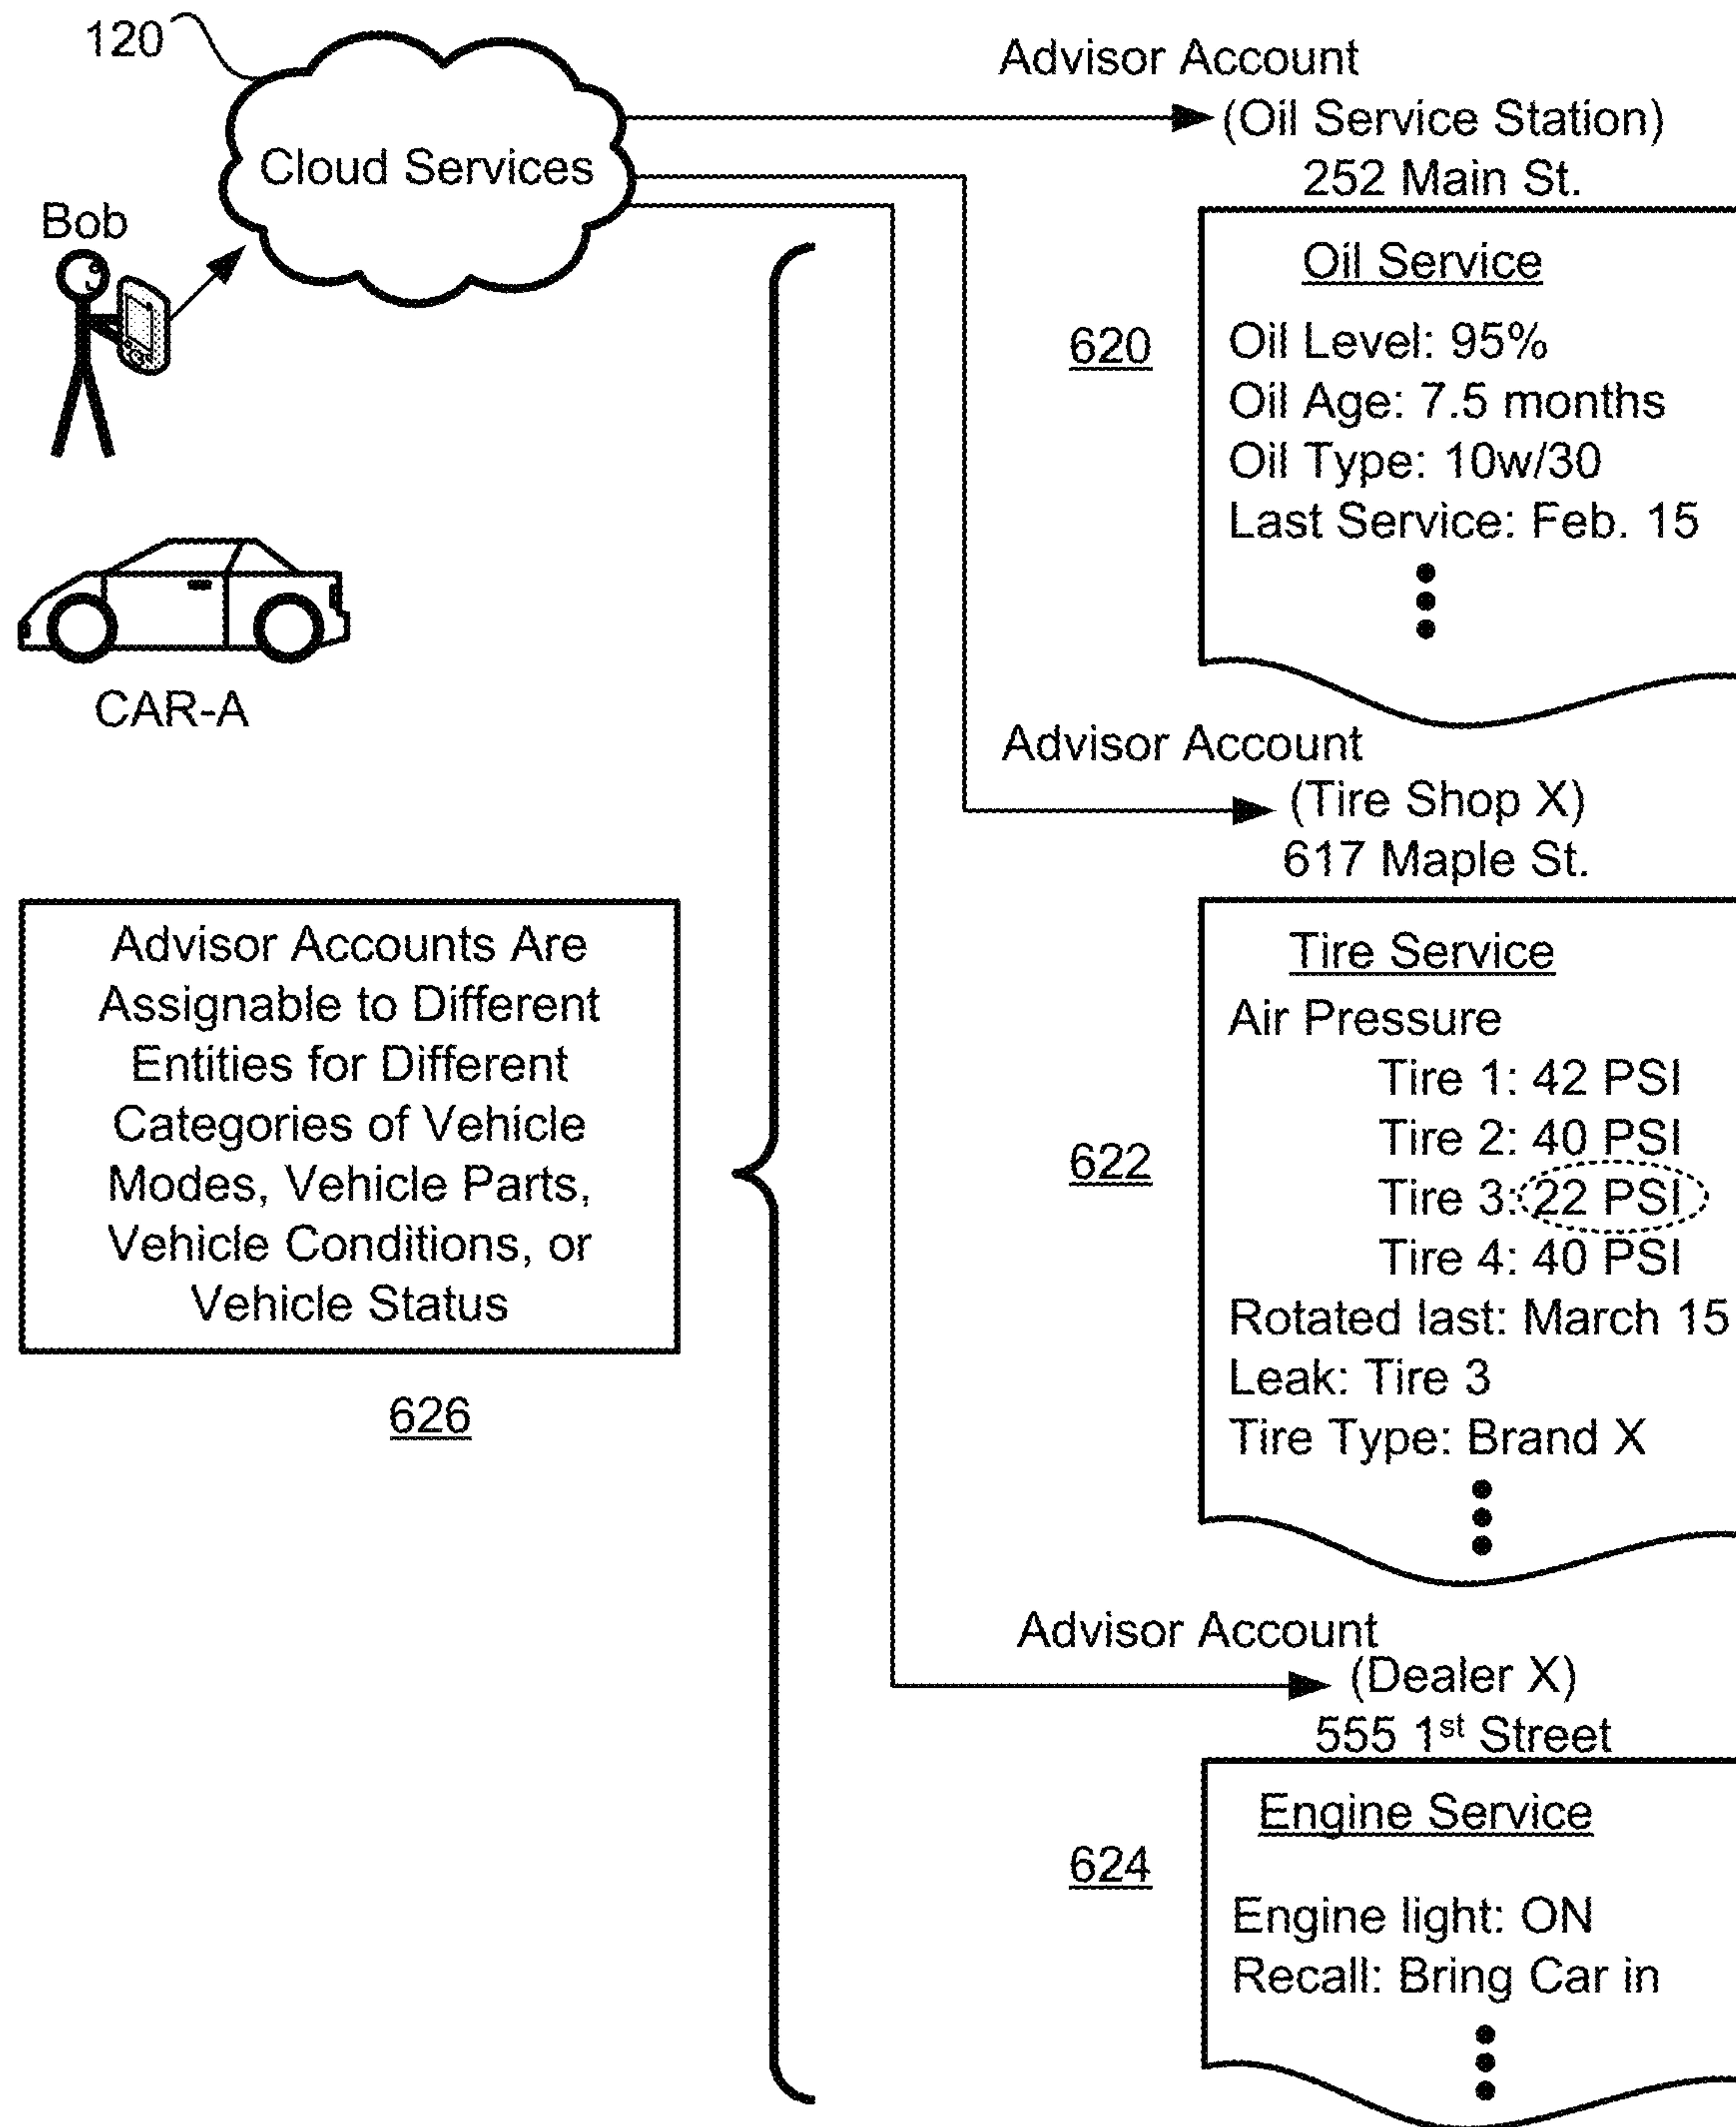 120
Cloud Services
Bob
CAR-A
Advisor Accounts Are
Assignable to Different
Entities for Different
Categories of Vehicle
Modes, Vehicle Parts,
Vehicle Conditions, or
Vehicle Status
626
Advisor Account
(Oil Service Station)
252 Main St.
620
Oil Service
Oil Level: 95%
Oil Age: 7.5 months
Oil Type: 10w/30
Last Service: Feb. 15
Advisor Account
(Tire Shop X)
617 Maple St.
622
Tire Service
Air Pressure
Tire 1: 42 PSI
Tire 2: 40 PSI
Tire 3: 22 PSI
Tire 4: 40 PSI
Rotated last: March 15
Leak: Tire 3
Tire Type: Brand X
Advisor Account
(Dealer X)
555 1st Street
624
Engine Service
Engine light: ON
Recall: Bring Car in